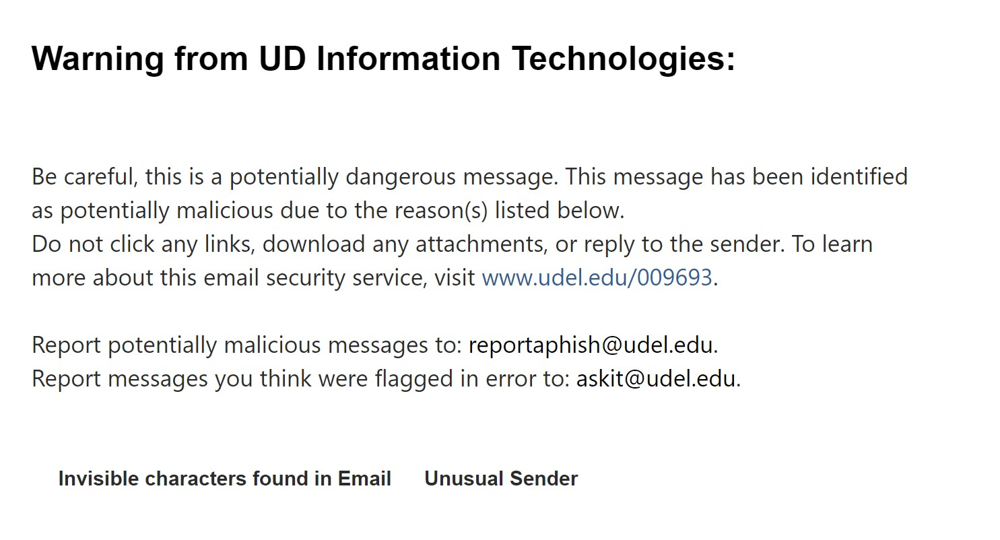 Warning from UD Information Technologies:
Be careful, this is a potentially dangerous message. This message has been identified
as potentially malicious due to the reason(s) listed below.
Do not click any links, download any attachments, or reply to the sender. To learn
more about this email security service, visit www.udel.edu/009693.
Report potentially malicious messages to: reportaphish@udel.edu.
Report messages you think were flagged in error to: askit@udel.edu.
Invisible characters found in Email Unusual Sender